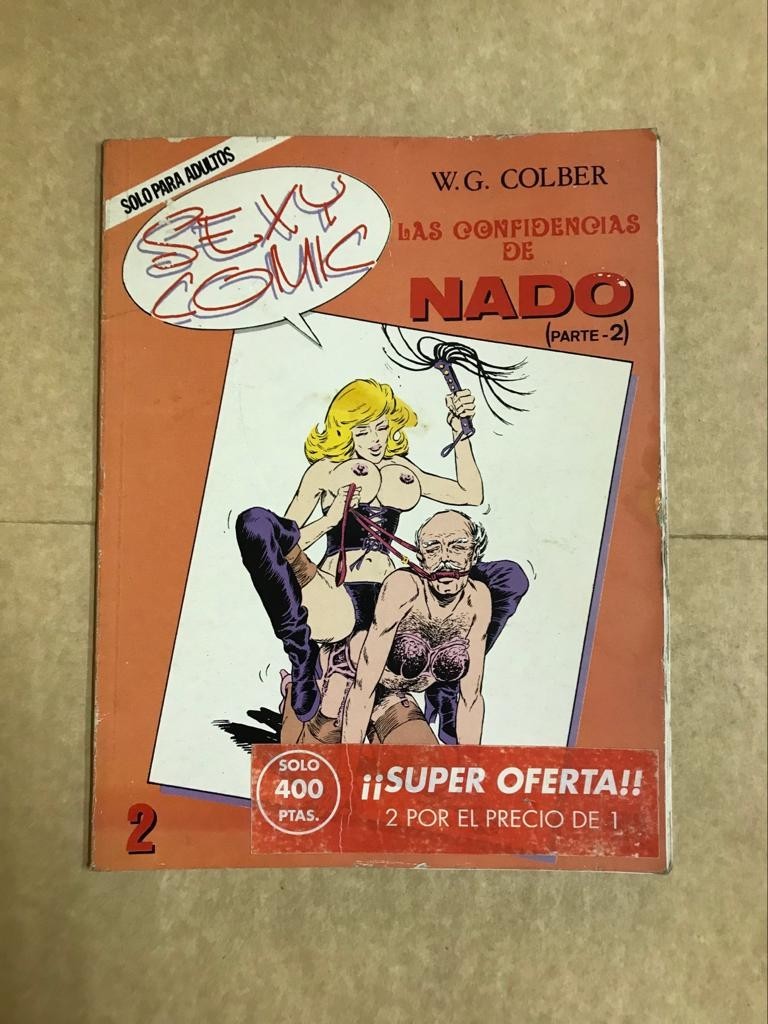 SOLO PARA ADULTOS
SEXY
COMIC
W.G. COLBER
LAS CONFIDENCIAS
DE
NADO
(PARTE-2)
SOLO
400
PTAS.
¡¡SUPER OFERTA!!
2 POR EL PRECIO DE 1
2